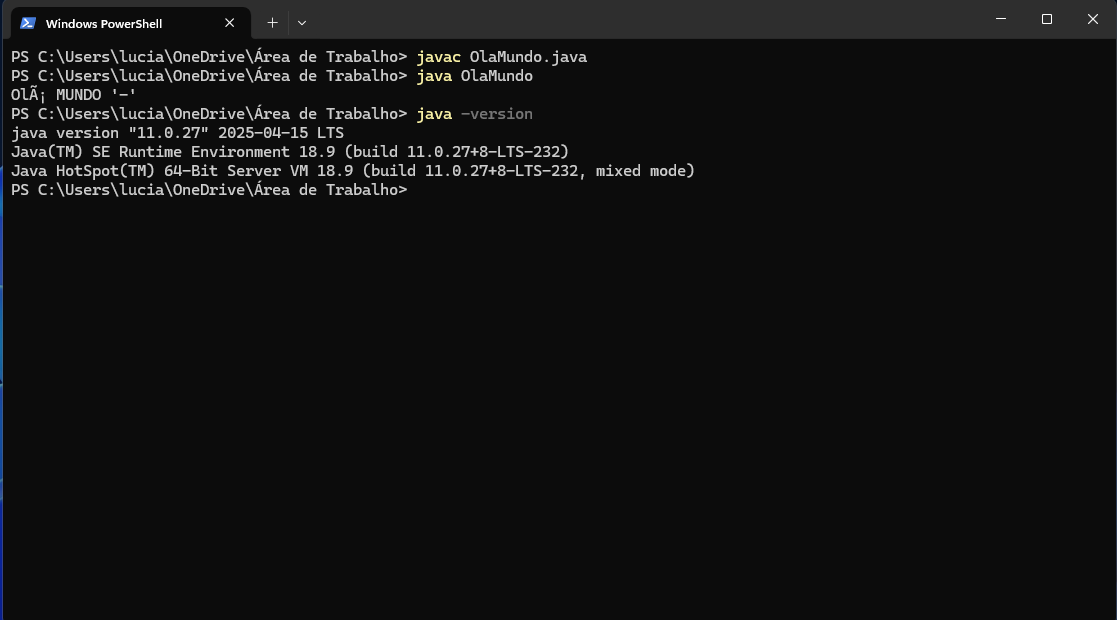 Windows PowerShell
PS C:\Users\lucia\OneDrive\Área de Trabalho> javac OlaMundo.java
PS C:\Users\lucia\OneDrive\Área de Trabalho> java OlaMundo
OlÃ¡ MUNDO '-'
PS C:\Users\lucia\OneDrive\Área de Trabalho> java -version
java version "11.0.27" 2025-04-15 LTS
Java(TM) SE Runtime Environment 18.9 (build 11.0.27+8-LTS-232)
Java HotSpot(TM) 64-Bit Server VM 18.9 (build 11.0.27+8-LTS-232, mixed mode)
PS C:\Users\lucia\OneDrive\Área de Trabalho>